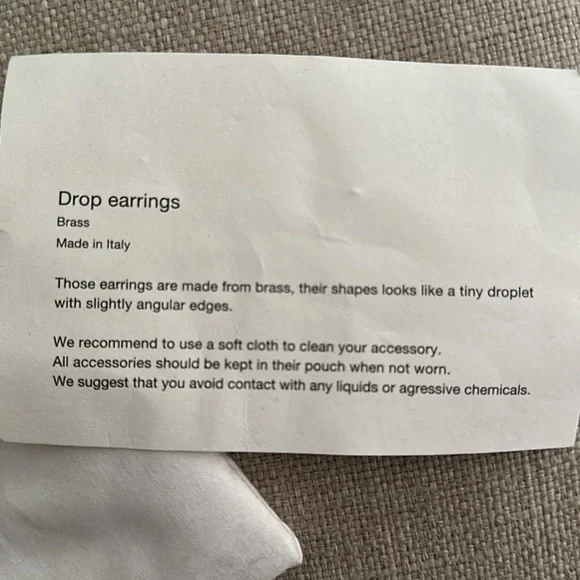 Drop earrings
Brass
Made in Italy
Those earrings are made from brass, their shapes looks like a tiny droplet
with slightly angular edges.
We recommend to use a soft cloth to clean your accessory.
All accessories should be kept in their pouch when not worn.
We suggest that you avoid contact with any liquids or agressive chemicals.